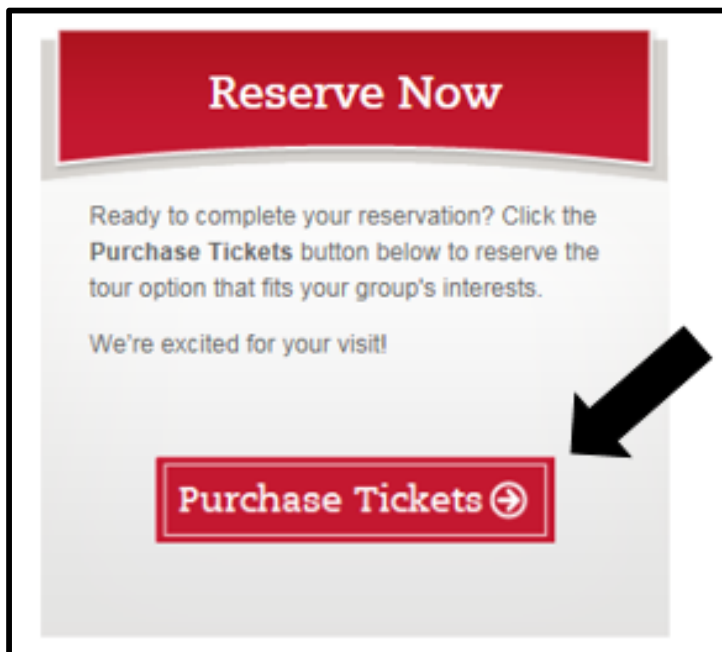 Reserve Now
Ready to complete your reservation? Click the
Purchase Tickets button below to reserve the
tour option that fits your group's interests.
We're excited for your visit!
Purchase Tickets